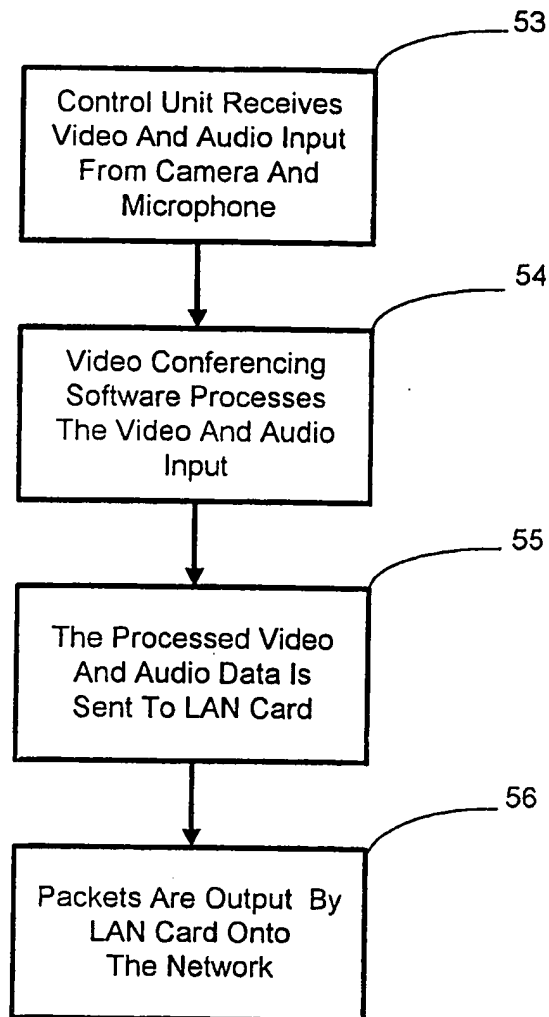 53
Control Unit Receives
Video And Audio Input
From Camera And
Microphone
54
Video Conferencing
Software Processes
The Video And Audio
Input
55
The Processed Video
And Audio Data Is
Sent To LAN Card
56
Packets Are Output By
LAN Card Onto
The Network